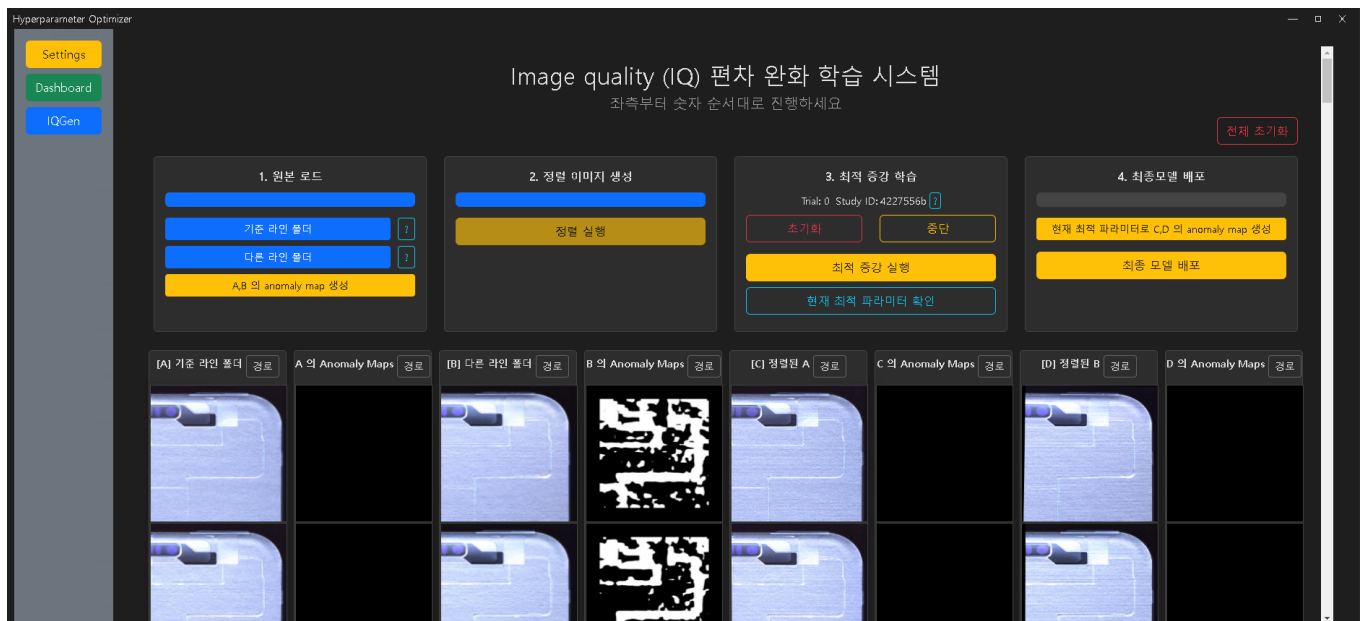 Hyperparameter Optimizer
Settings
Dashboard
IQGen
Image quality (IQ) 편차 완화 학습 시스템
좌측부터 숫자 순서대로 진행하세요
전체 초기화
1. 원본 로드
기준 라인 폴더 ?
다른 라인 폴더 ?
A,B 의 anomaly map 생성
2. 정렬 이미지 생성
정렬 실행
3. 최적 증강 학습
Trial: 0 Study ID: 4227556b ?
초기화 중단
최적 증강 실행
현재 최적 파라미터 확인
4. 최종모델 배포
현재 최적 파라미터로 C,D 의 anomaly map 생성
최종 모델 배포
[A] 기준 라인 폴더 경로
A 의 Anomaly Maps 경로
[B] 다른 라인 폴더 경로
B 의 Anomaly Maps 경로
[C] 정렬된 A 경로
C 의 Anomaly Maps 경로
[D] 정렬된 B 경로
D 의 Anomaly Maps 경로